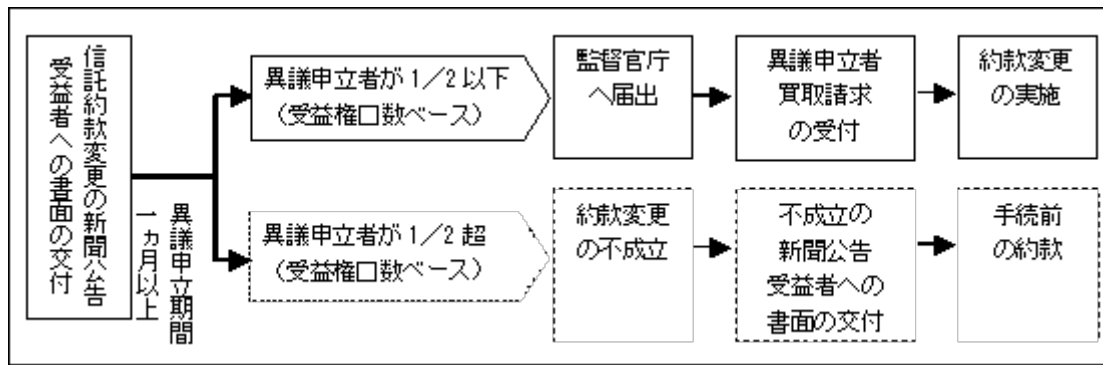 信託約款変更の新聞公告
受益者への書面の交付
異議申立期間
一ヵ月以上
異議申立者が1/2以下
(受益権口数ベース)
監督官庁
へ届出
異議申立者
買取請求
の受付
約款変更
の実施
異議申立者が1/2超
(受益権口数ベース)
約款変更
の不成立
不成立の
新聞公告
受益者への
書面の交付
手続前
の約款